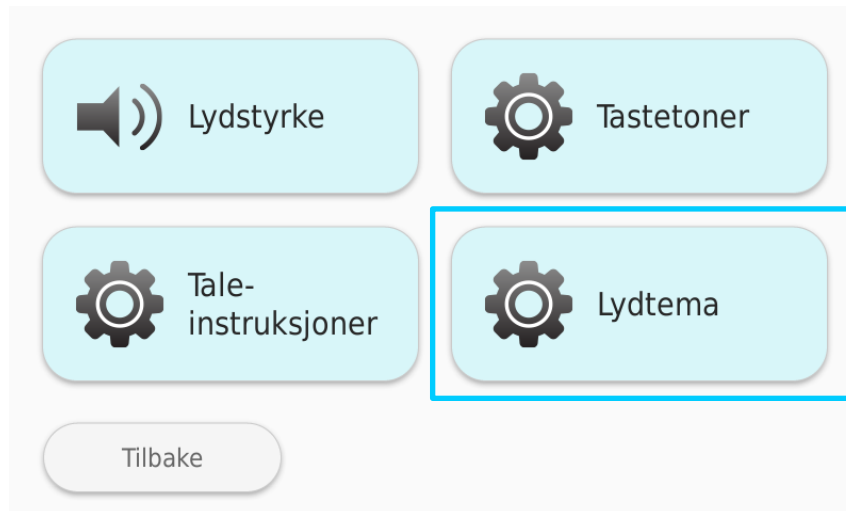 Lydstyrke
Tastetoner
Tale-
instruksjoner
Lydtema
Tilbake